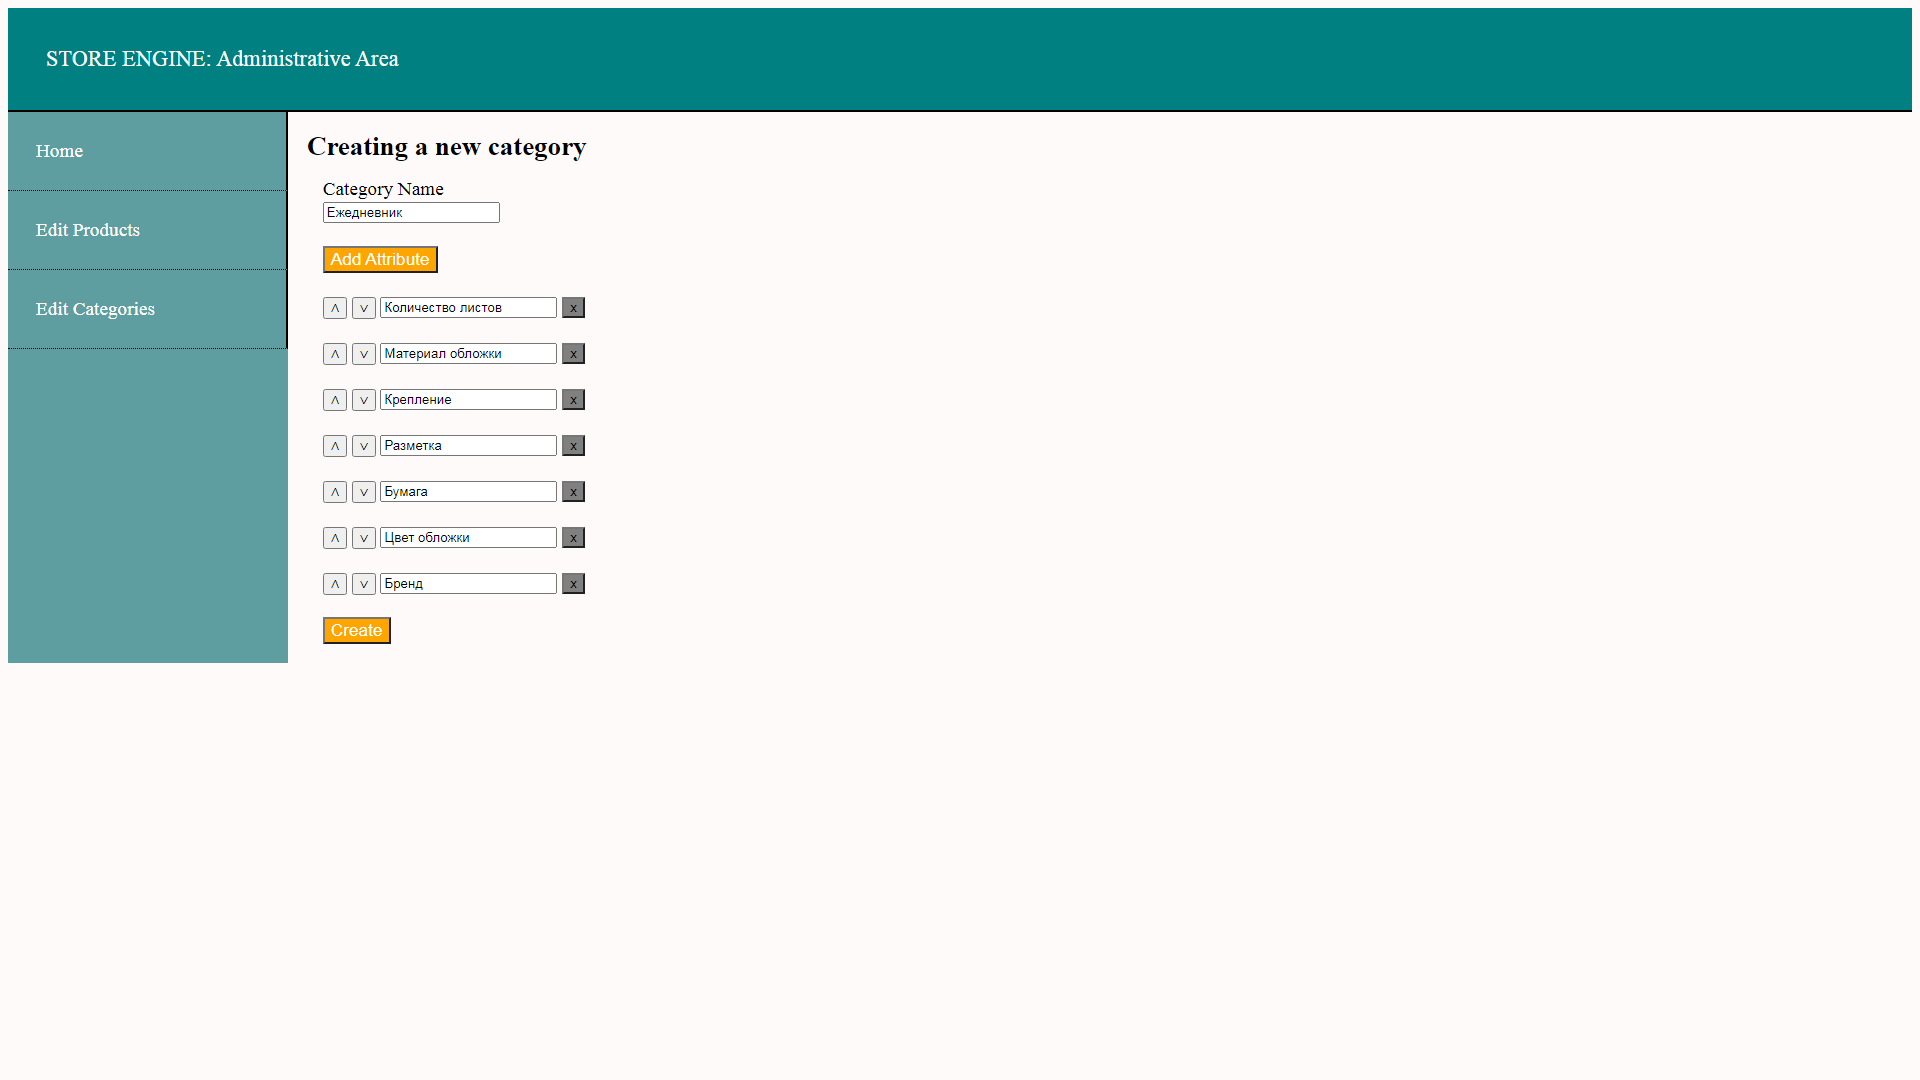 STORE ENGINE: Administrative Area
Home
Edit Products
Edit Categories
Creating a new category
Category Name
Ежедневник
Add Attribute
˄ ˅ Количество листов x
˄ ˅ Материал обложки x
˄ ˅ Крепление x
˄ ˅ Разметка x
˄ ˅ Бумага x
˄ ˅ Цвет обложки x
˄ ˅ Бренд x
Create